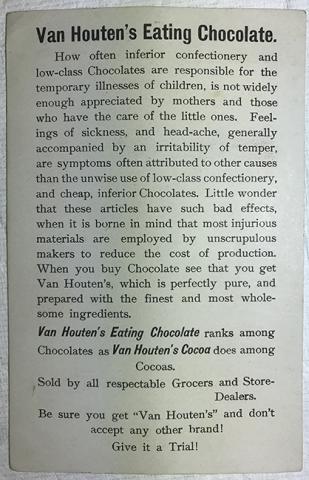 Van Houten's Eating Chocolate.
How often inferior confectionery and
low-class Chocolates are responsible for the
temporary illnesses of children, is not widely
enough appreciated by mothers and those
who have the care of the little ones. Feel-
ings of sickness, and head-ache, generally
accompanied by an irritability of temper,
are symptoms often attributed to other causes
than the unwise use of low-class confectionery,
and cheap, inferior Chocolates. Little wonder
that these articles have such bad effects,
when it is borne in mind that most injurious
materials are employed by unscrupulous
makers to reduce the cost of production.
When you buy Chocolate see that you get
Van Houten's, which is perfectly pure, and
prepared with the finest and most whole-
some ingredients.
Van Houten's Eating Chocolate ranks among
Chocolates as Van Houten's Cocoa does among
Cocoas.
Sold by all respectable Grocers and Store-
Dealers.
Be sure you get "Van Houten's" and don't
accept any other brand!
Give it a Trial!